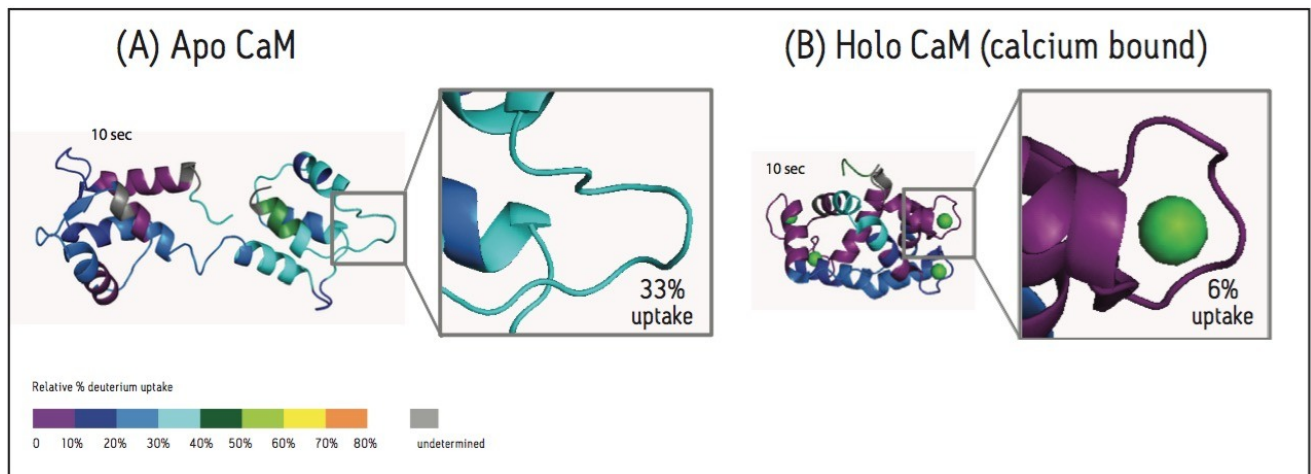 (A) Apo CaM
(B) Holo CaM (calcium bound)
10 sec
33%
uptake
10 sec
6%
uptake
Relative % deuterium uptake
0 10% 20% 30% 40% 50% 60% 70% 80%
undetermined